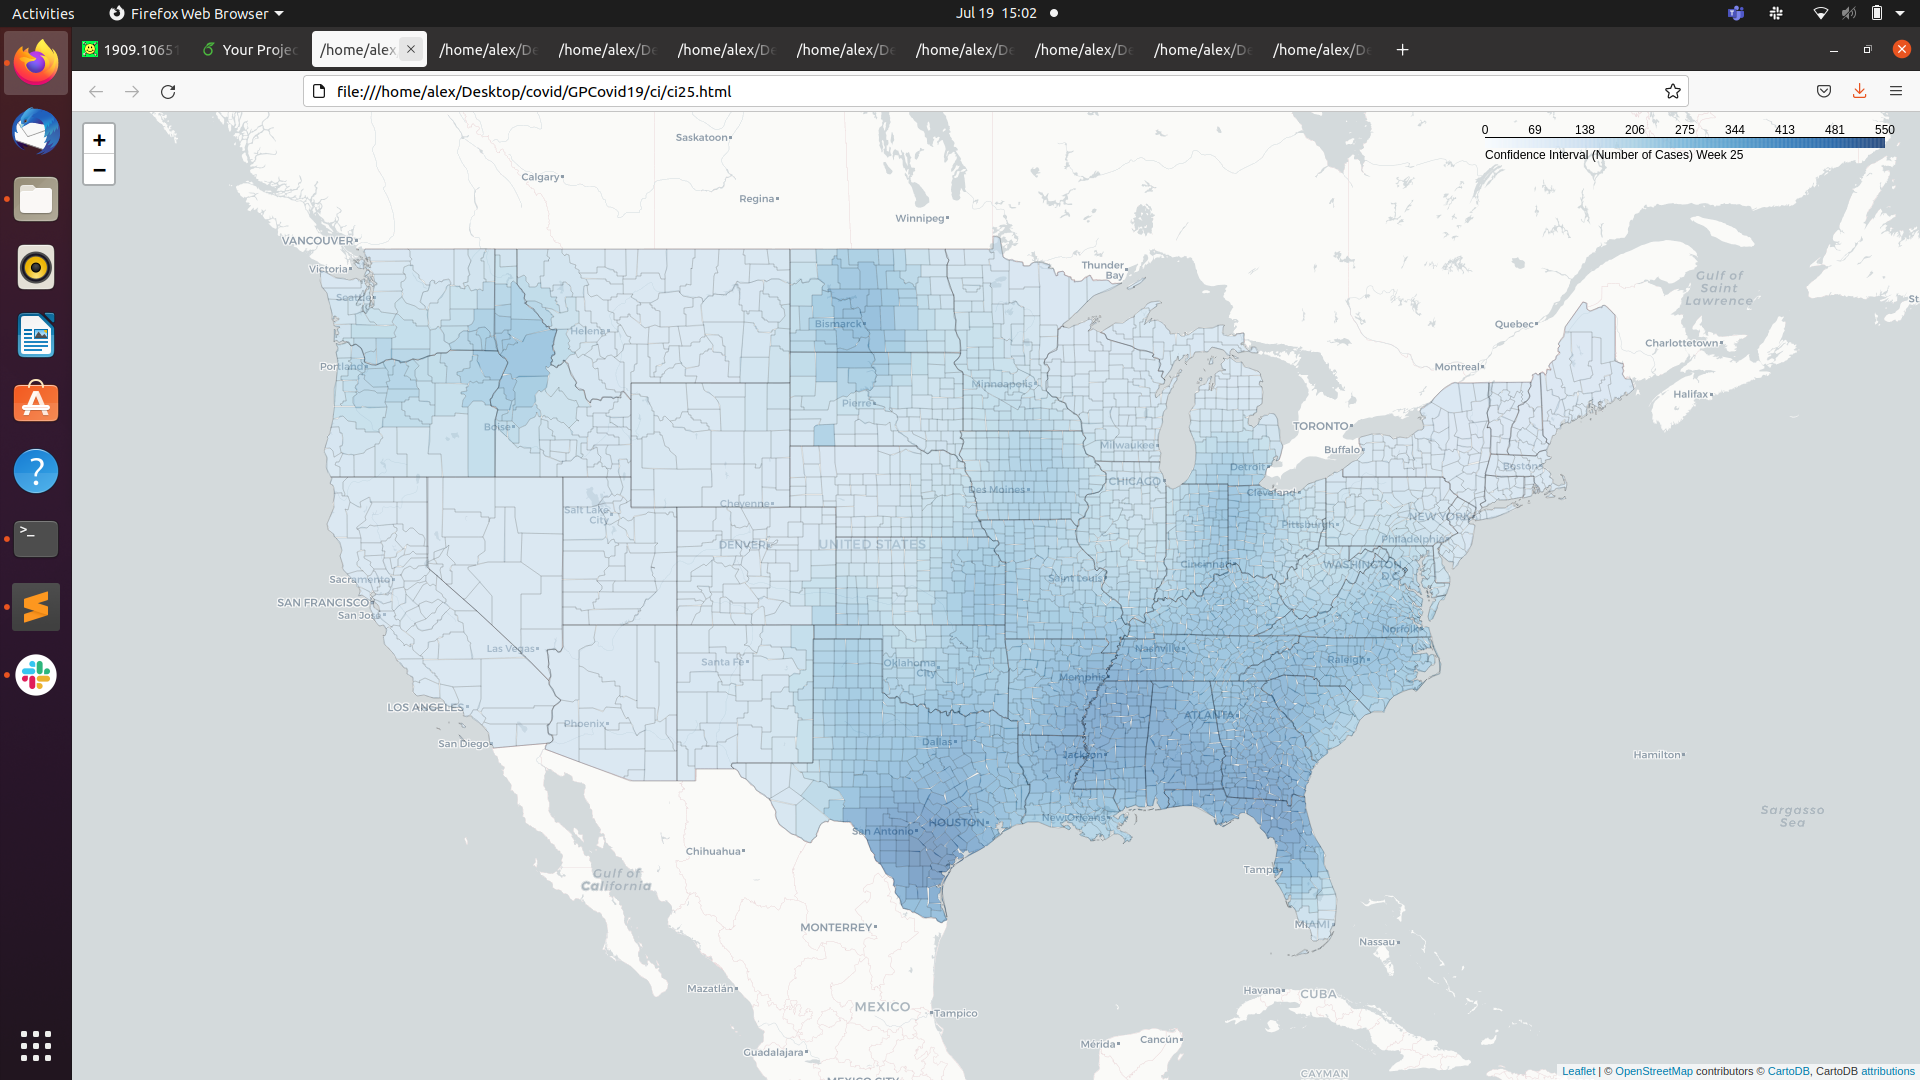 Activities
Firefox Web Browser
Jul 19 15:02
1909.10651
Your Projec
/home/alex
/home/alex/De
/home/alex/De
/home/alex/De
/home/alex/De
/home/alex/De
/home/alex/De
/home/alex/De
/home/alex/De
file:///home/alex/Desktop/covid/GPCovid19/ci/ci25.html
+
−
0 69 138 206 275 344 413 481 550
Confidence Interval (Number of Cases) Week 25
Saskatoon
Calgary
Regina
Winnipeg
VANCOUVER
Victoria
Thunder
Bay
Gulf of
Saint
Lawrence
St
Seattle
Helena
Bismarck
Quebec
Charlottetown
Portland
Montreal
Minneapolis
Halifax
Pierre
Boise
TORONTO
Milwaukee
Buffalo
Boston
Detroit
CHICAGO
Des Moines
Cleveland
Cheyenne
Salt Lake
City
NEW YORK
Pittsburgh
Philadelphia
DENVER
UNITED STATES
Cincinnati
WASHINGTON
D.C.
Sacramento
Saint Louis
SAN FRANCISCO
San Jose
Norfolk
Las Vegas
Nashville
Santa Fe
Oklahoma
City
Raleigh
Memphis
LOS ANGELES
Phoenix
ATLANTA
San Diego
Dallas
Jackson
Hamilton
Sargasso
Sea
HOUSTON
San Antonio
New Orleans
Chihuahua
Gulf of
California
Tampa
MONTERREY
MIAMI
Nassau
Mazatlán
MEXICO
Tampico
Havana
CUBA
Mérida
Cancún
Guadalajara
MEXICO CITY
CAYMAN
Leaflet | © OpenStreetMap contributors © CartoDB, CartoDB attributions